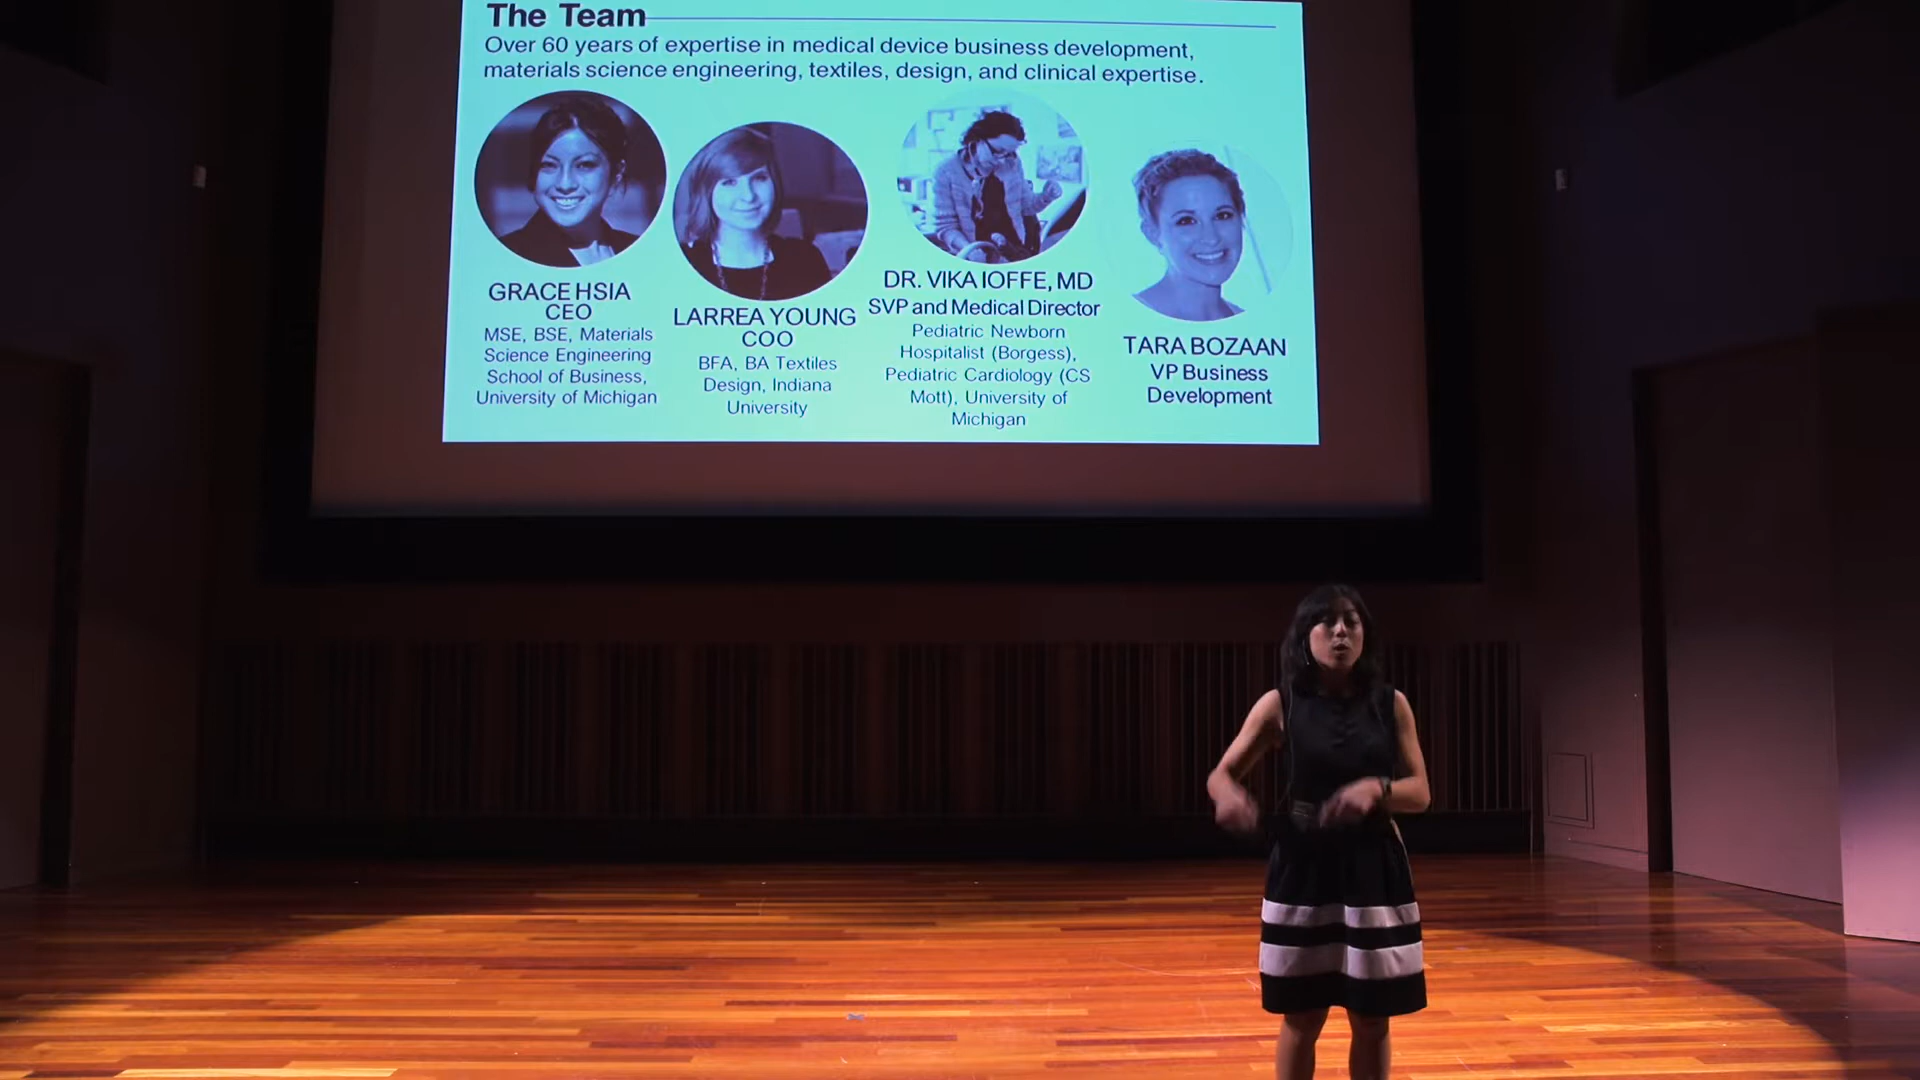 The Team
Over 60 years of expertise in medical device business development,
materials science engineering, textiles, design, and clinical expertise.
GRACE HSIA
CEO
MSE, BSE, Materials
Science Engineering
School of Business,
University of Michigan
LARREA YOUNG
COO
BFA, BA Textiles
Design, Indiana
University
DR. VIKA IOFFE, MD
SVP and Medical Director
Pediatric Newborn
Hospitalist (Borgess),
Pediatric Cardiology (CS
Mott), University of
Michigan
TARA BOZAAN
VP Business
Development